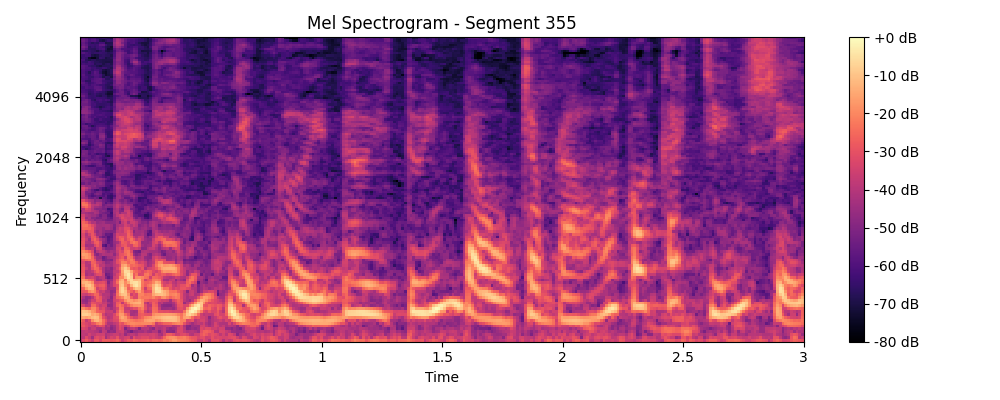 Mel Spectrogram - Segment 355
Frequency
4096
2048
1024
512
0
0
0.5
1
1.5
2
2.5
3
Time
+0 dB
-10 dB
-20 dB
-30 dB
-40 dB
-50 dB
-60 dB
-70 dB
-80 dB